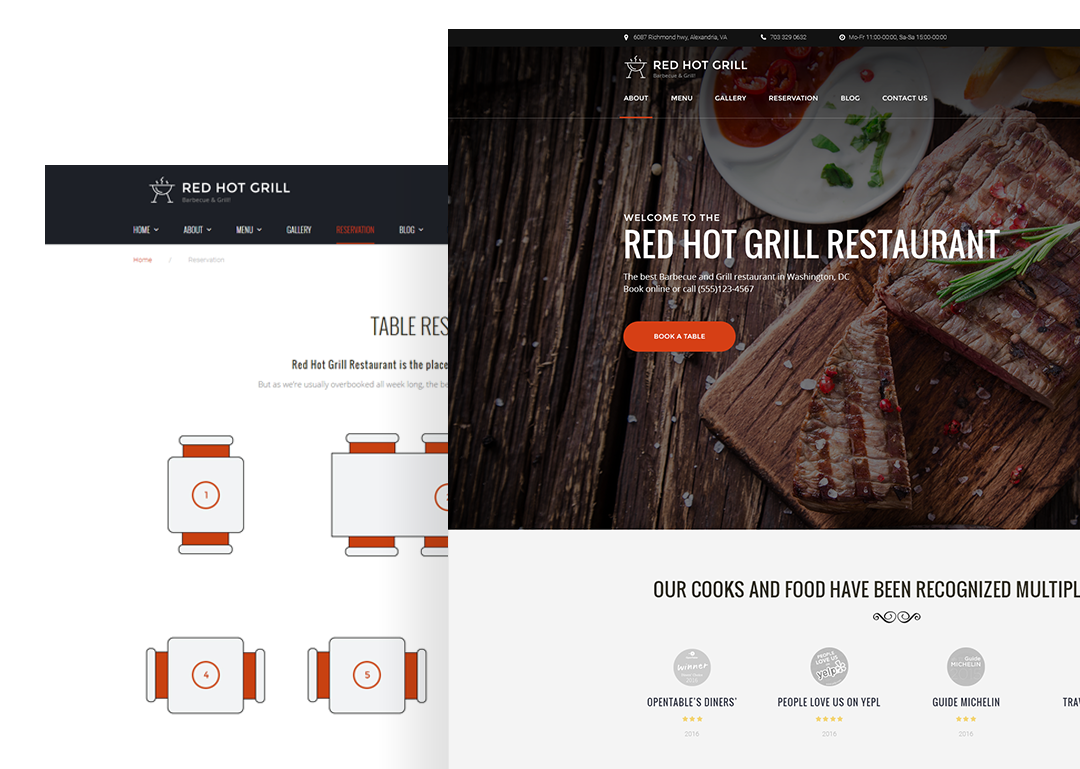 6087 Richmond hwy, Alexandria, VA
703 329 0632
Mo-Fr 11:00-00:00, Sa-Sa 15:00-00:00
RED HOT GRILL
Barbecue & Grill!
ABOUT MENU GALLERY RESERVATION BLOG CONTACT US
WELCOME TO THE
RED HOT GRILL RESTAURANT
The best Barbecue and Grill restaurant in Washington, DC
Book online or call (555)123-4567
BOOK A TABLE
OUR COOKS AND FOOD HAVE BEEN RECOGNIZED MULTIPL
winner
PEOPLE
LOVE US
yelp
Guide
MICHELIN
OPENTABLE'S DINERS'
PEOPLE LOVE US ON YEPL
GUIDE MICHELIN
TRA
2016
2016
2016
RED HOT GRILL
Barbecue & Grill!
HOME ABOUT MENU GALLERY RESERVATION BLOG
Home / Reservation
TABLE RES
Red Hot Grill Restaurant is the place
But as we're usually overbooked all week long, the be
1
4
5